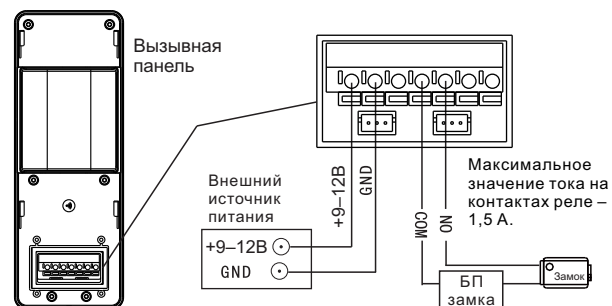 Вызывная
панель
+9–12В
GND
COM
NO
Максимальное
значение тока на
контактах реле –
1,5 А.
Внешний
источник
питания
+9–12В
GND
БП
замка
Замок